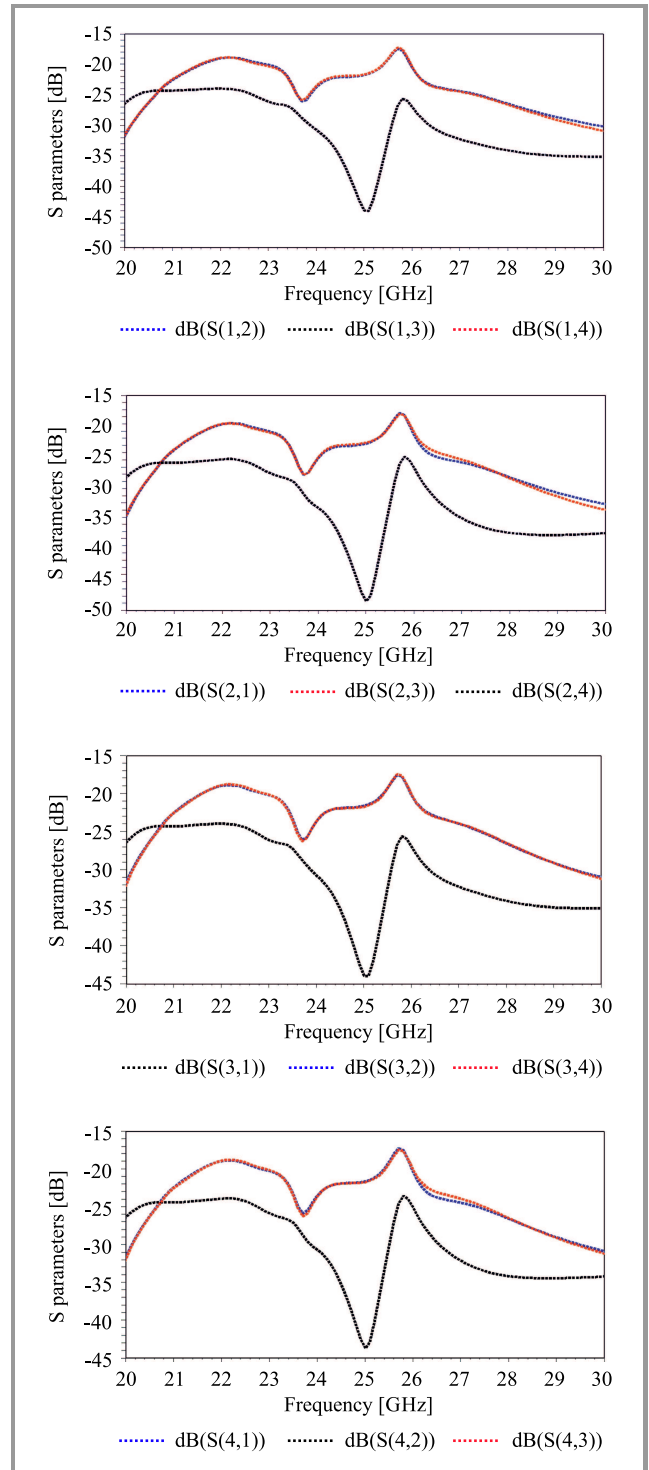 -15
-20
-25
-30
-35
-40
-45
-50
S parameters [dB]
20 21 22 23 24 25 26 27 28 29 30
Frequency [GHz]
dB(S(1,2)) dB(S(1,3)) dB(S(1,4))
-15
-20
-25
-30
-35
-40
-45
-50
S parameters [dB]
20 21 22 23 24 25 26 27 28 29 30
Frequency [GHz]
dB(S(2,1)) dB(S(2,3)) dB(S(2,4))
-15
-20
-25
-30
-35
-40
-45
S parameters [dB]
20 21 22 23 24 25 26 27 28 29 30
Frequency [GHz]
dB(S(3,1)) dB(S(3,2)) dB(S(3,4))
-15
-20
-25
-30
-35
-40
-45
S parameters [dB]
20 21 22 23 24 25 26 27 28 29 30
Frequency [GHz]
dB(S(4,1)) dB(S(4,2)) dB(S(4,3))